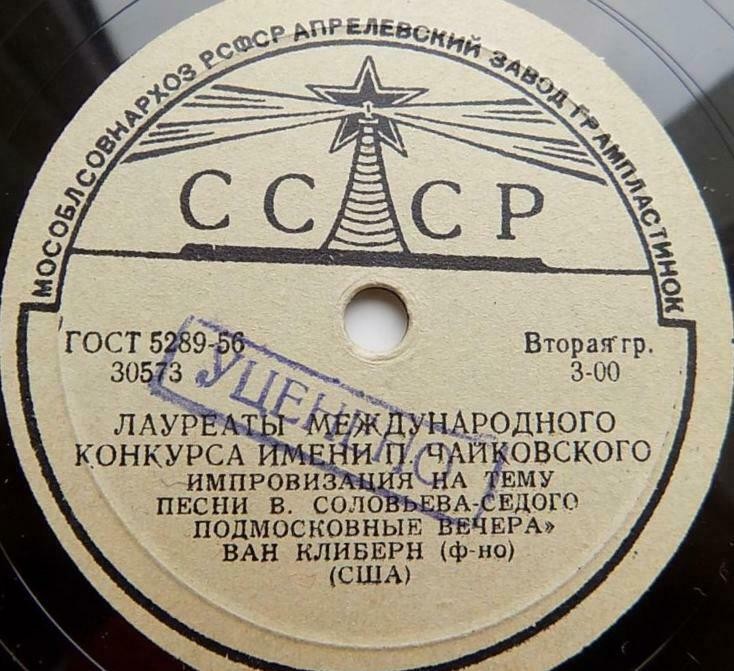 МОСОБЛСОВНАРХОЗ РСФСР АПРЕЛЕВСКИЙ ЗАВОД ГРАМПЛАСТИНОК
СССР
ГОСТ 5289-56
30573
Вторая гр.
3-00
УЦЕНЕНО
ЛАУРЕАТЫ МЕЖДУНАРОДНОГО
КОНКУРСА ИМЕНИ П. ЧАЙКОВСКОГО
ИМПРОВИЗАЦИЯ НА ТЕМУ
ПЕСНИ В. СОЛОВЬЕВА-СЕДОГО
ПОДМОСКОВНЫЕ ВЕЧЕРА»
ВАН КЛИБЕРН (ф-но)
(США)